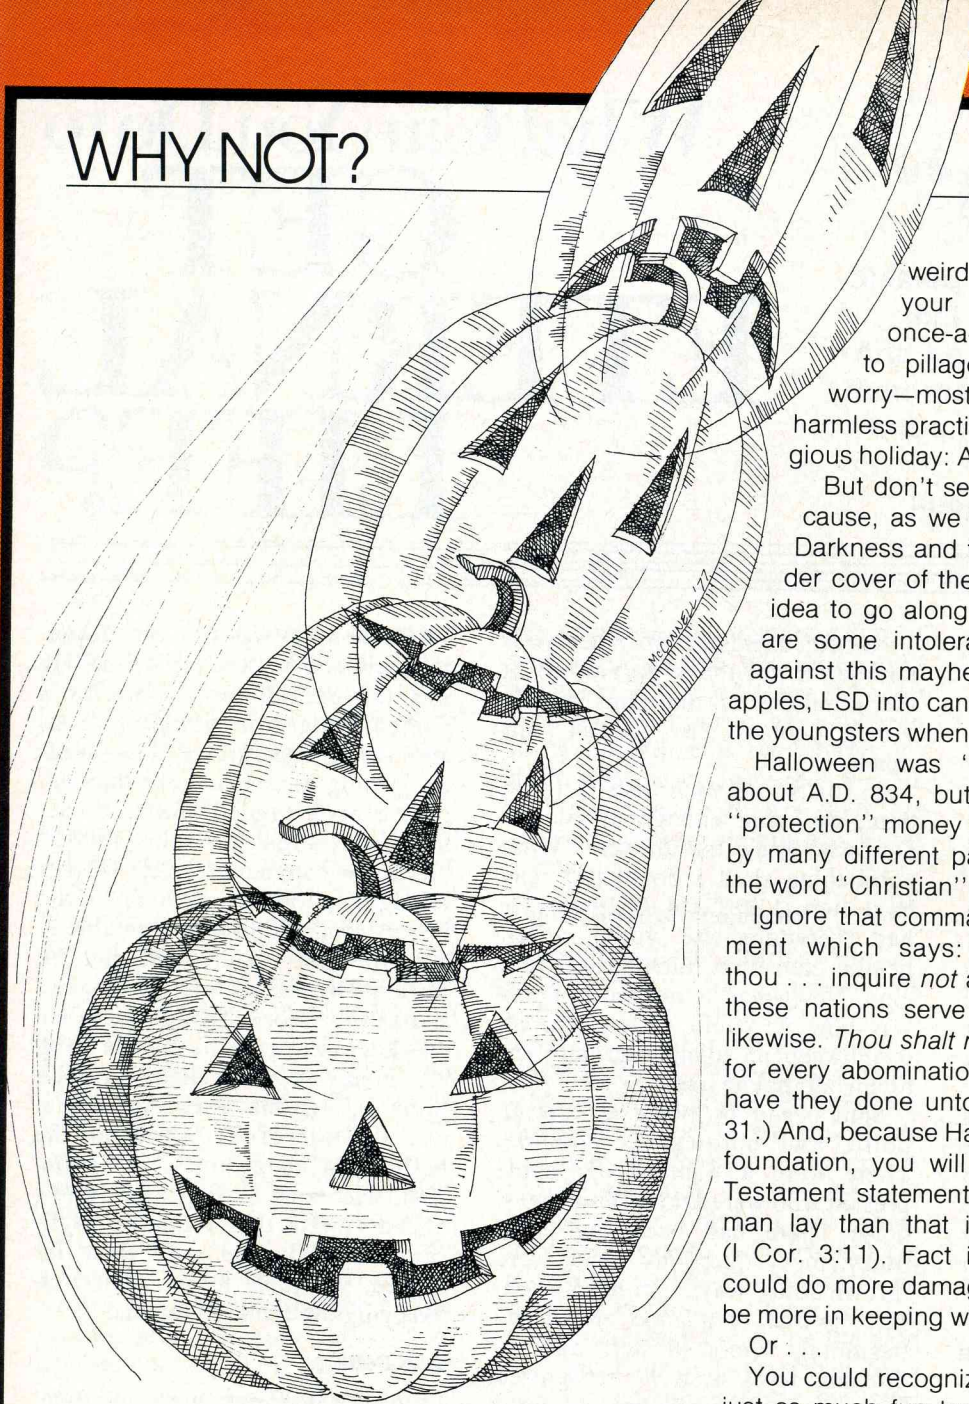 WHY NOT?
weird
your
once-a
to pillag
worry—most
harmless practi
gious holiday: A
But don't se
cause, as we
Darkness and
der cover of the
idea to go along
are some intolera
against this mayhe
apples, LSD into can
the youngsters when
Halloween was
about A.D. 834, but
"protection" money
by many different pa
the word "Christian"
Ignore that comma
ment which says:
thou . . . inquire not a
these nations serve
likewise. Thou shalt
for every abominatio
have they done unto
31.) And, because Ha
foundation, you will
Testament statement
man lay than that i
(I Cor. 3:11). Fact i
could do more damag
be more in keeping w
Or . . .
You could recogniz
McCONNELL '77